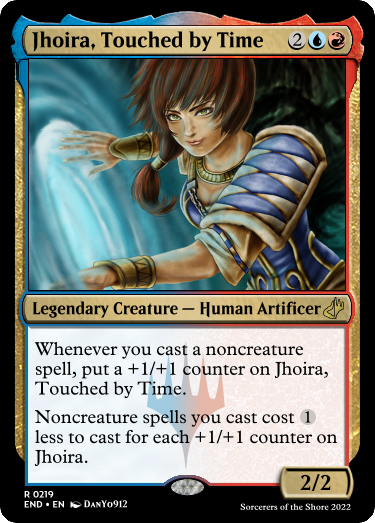 Jhoira, Touched by Time 2
Legendary Creature — Human Artificer
Whenever you cast a noncreature
spell, put a +1/+1 counter on Jhoira,
Touched by Time.
Noncreature spells you cast cost 1
less to cast for each +1/+1 counter on
Jhoira.
2/2
R 0219
END • EN DanYo912
Sorcerers of the Shore 2022